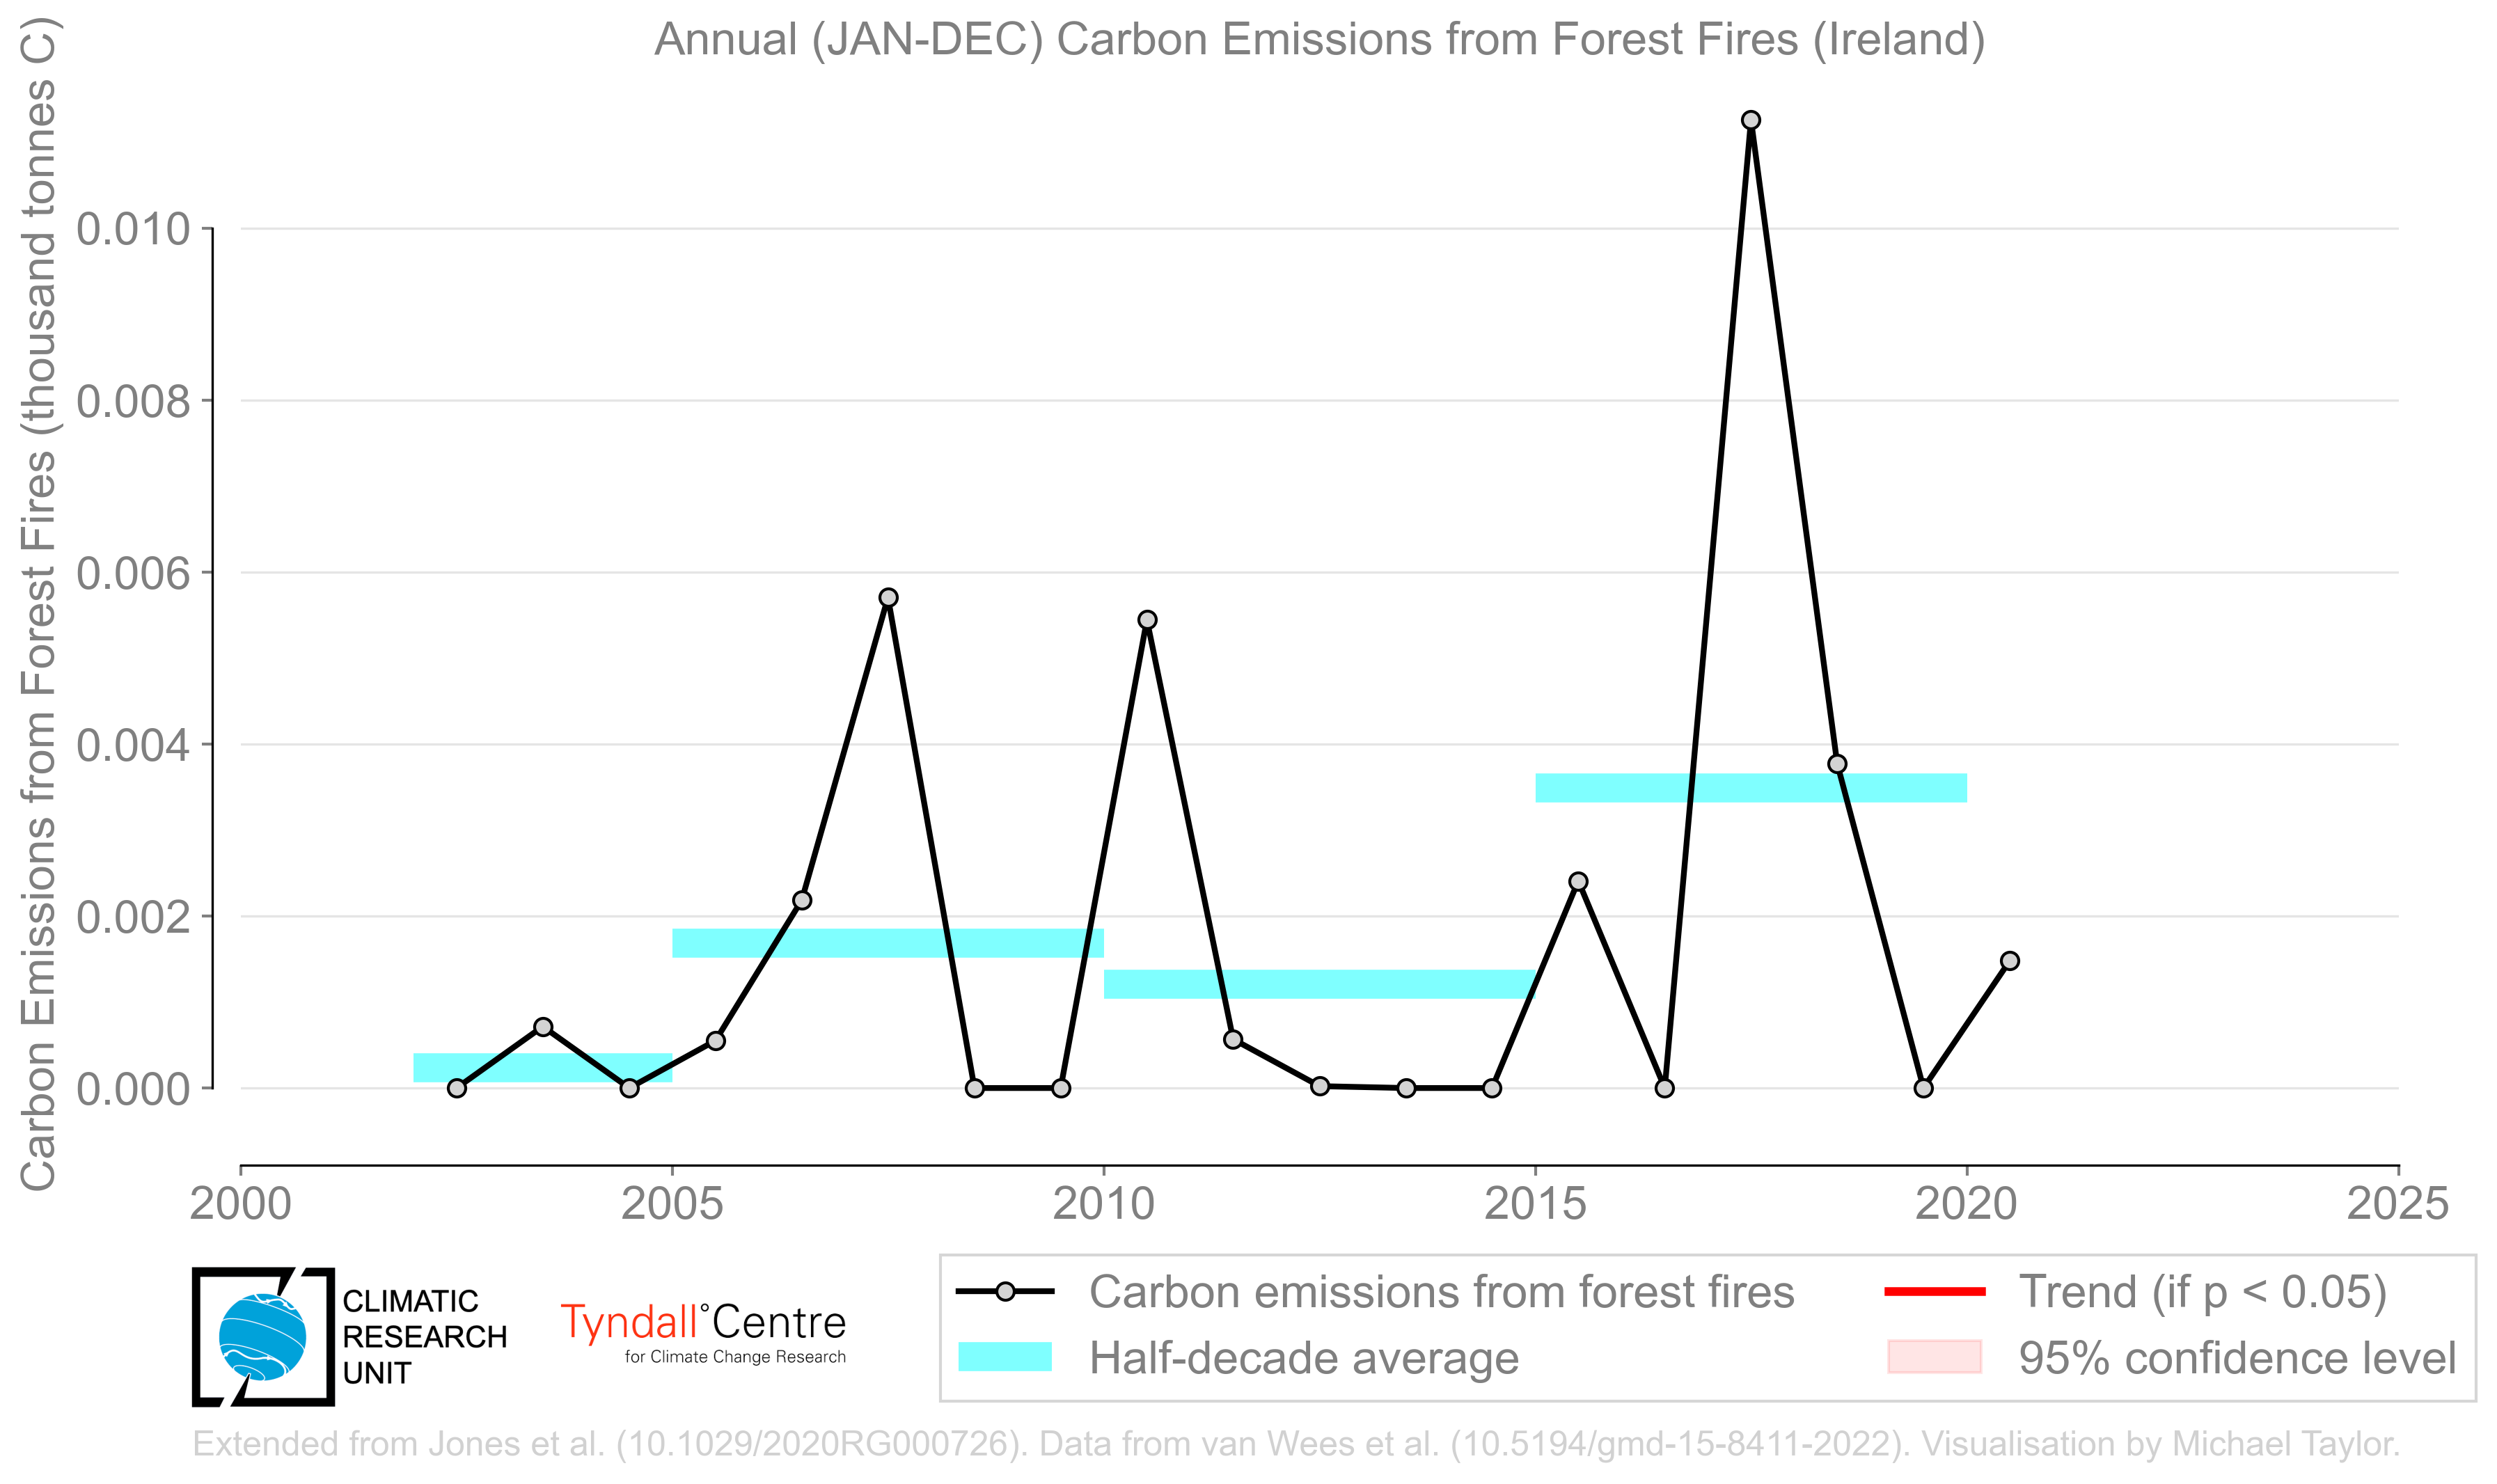 Annual (JAN-DEC) Carbon Emissions from Forest Fires (Ireland)
Carbon Emissions from Forest Fires (thousand tonnes C)
0.010
0.008
0.006
0.004
0.002
0.000
2000 2005 2010 2015 2020 2025
CLIMATIC
RESEARCH
UNIT
Tyndall°Centre
for Climate Change Research
Carbon emissions from forest fires
Half-decade average
Trend (if p < 0.05)
95% confidence level
Extended from Jones et al. (10.1029/2020RG000726). Data from van Wees et al. (10.5194/gmd-15-8411-2022). Visualisation by Michael Taylor.